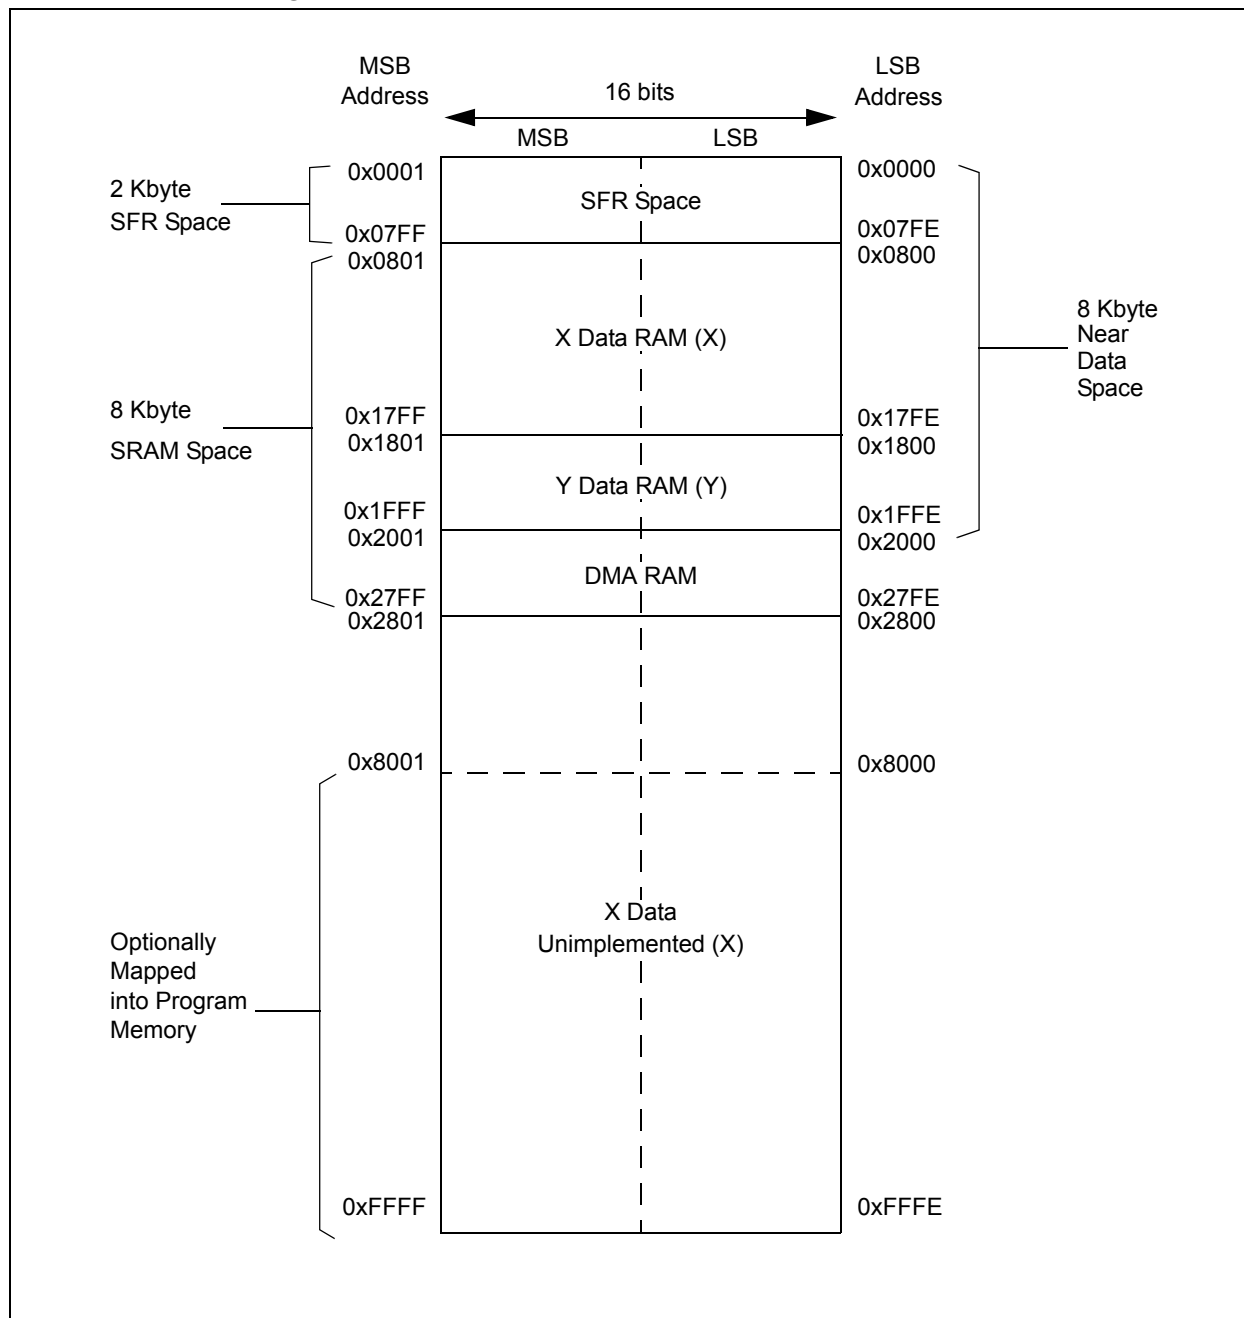 MSB
Address
16 bits
LSB
Address
MSB
LSB
0x0001
0x0000
2 Kbyte
SFR Space
SFR Space
0x07FF
0x07FE
0x0801
0x0800
X Data RAM (X)
8 Kbyte
Near
Data
Space
8 Kbyte
SRAM Space
0x17FF
0x17FE
0x1801
0x1800
Y Data RAM (Y)
0x1FFF
0x1FFE
0x2001
0x2000
DMA RAM
0x27FF
0x27FE
0x2801
0x2800
0x8001
0x8000
X Data
Unimplemented (X)
Optionally
Mapped
into Program
Memory
0xFFFF
0xFFFE